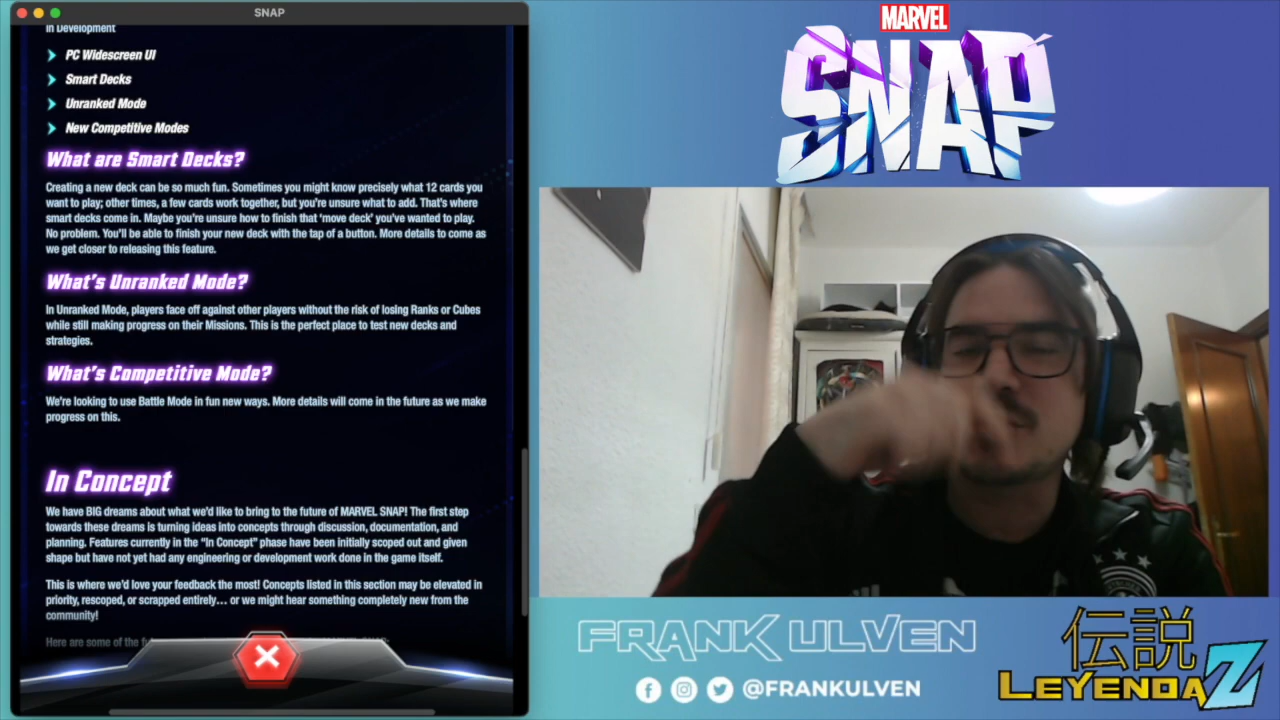 SNAP
In Development
PC Widescreen UI
Smart Decks
Unranked Mode
New Competitive Modes
What are Smart Decks?
Creating a new deck can be so much fun. Sometimes you might know precisely what 12 cards you
want to play; other times, a few cards work together, but you're unsure what to add. That's where
smart decks come in. Maybe you're unsure how to finish that 'move deck' you've wanted to play.
No problem. You'll be able to finish your new deck with the tap of a button. More details to come as
we get closer to releasing this feature.
What's Unranked Mode?
In Unranked Mode, players face off against other players without the risk of losing Ranks or Cubes
while still making progress on their Missions. This is the perfect place to test new decks and
strategies.
What's Competitive Mode?
We're looking to use Battle Mode in fun new ways. More details will come in the future as we make
progress on this.
In Concept
We have BIG dreams about what we'd like to bring to the future of MARVEL SNAP! The first step
towards these dreams is turning ideas into concepts through discussion, documentation, and
planning. Features currently in the "In Concept" phase have been initially scoped out and given
shape but have not yet had any engineering or development work done in the game itself.
This is where we'd love your feedback the most! Concepts listed in this section may be elevated in
priority, rescoped, or scrapped entirely... or we might hear something completely new from the
community!
Here are some of the
MARVEL
SNAP
FRANK ULVEN
@FRANKULVEN
伝説
LEYENDA Z